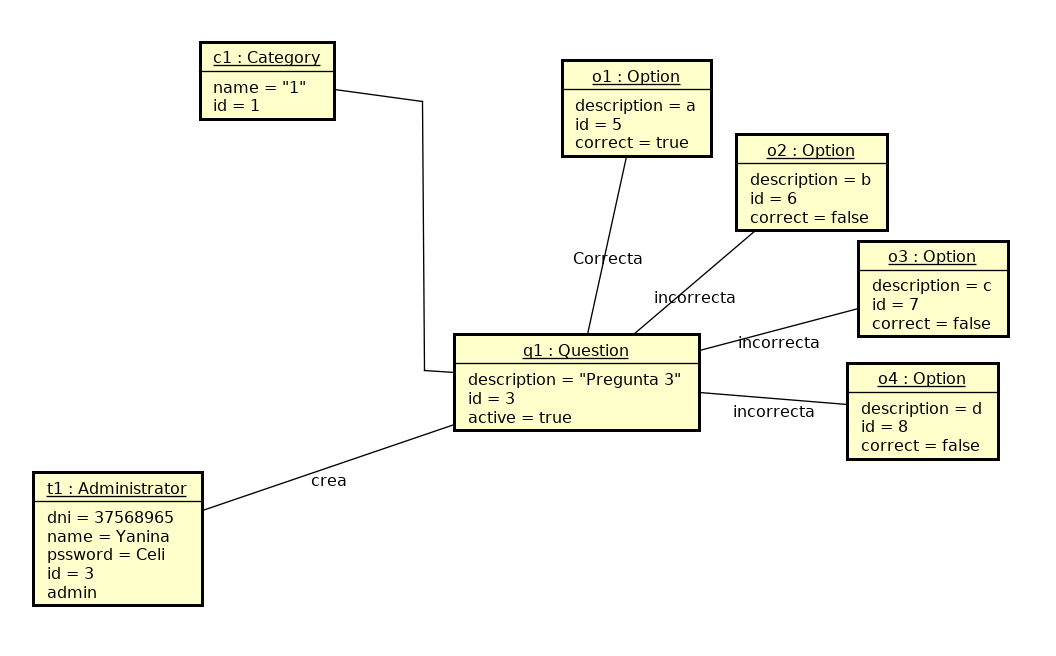 c1 : Category
name = "1"
id = 1
o1 : Option
description = a
id = 5
correct = true
o2 : Option
description = b
id = 6
correct = false
o3 : Option
description = c
id = 7
correct = false
Correcta
incorrecta
incorrecta
q1 : Question
description = "Pregunta 3"
id = 3
active = true
o4 : Option
description = d
id = 8
correct = false
incorrecta
crea
t1 : Administrator
dni = 37568965
name = Yanina
pssword = Celi
id = 3
admin